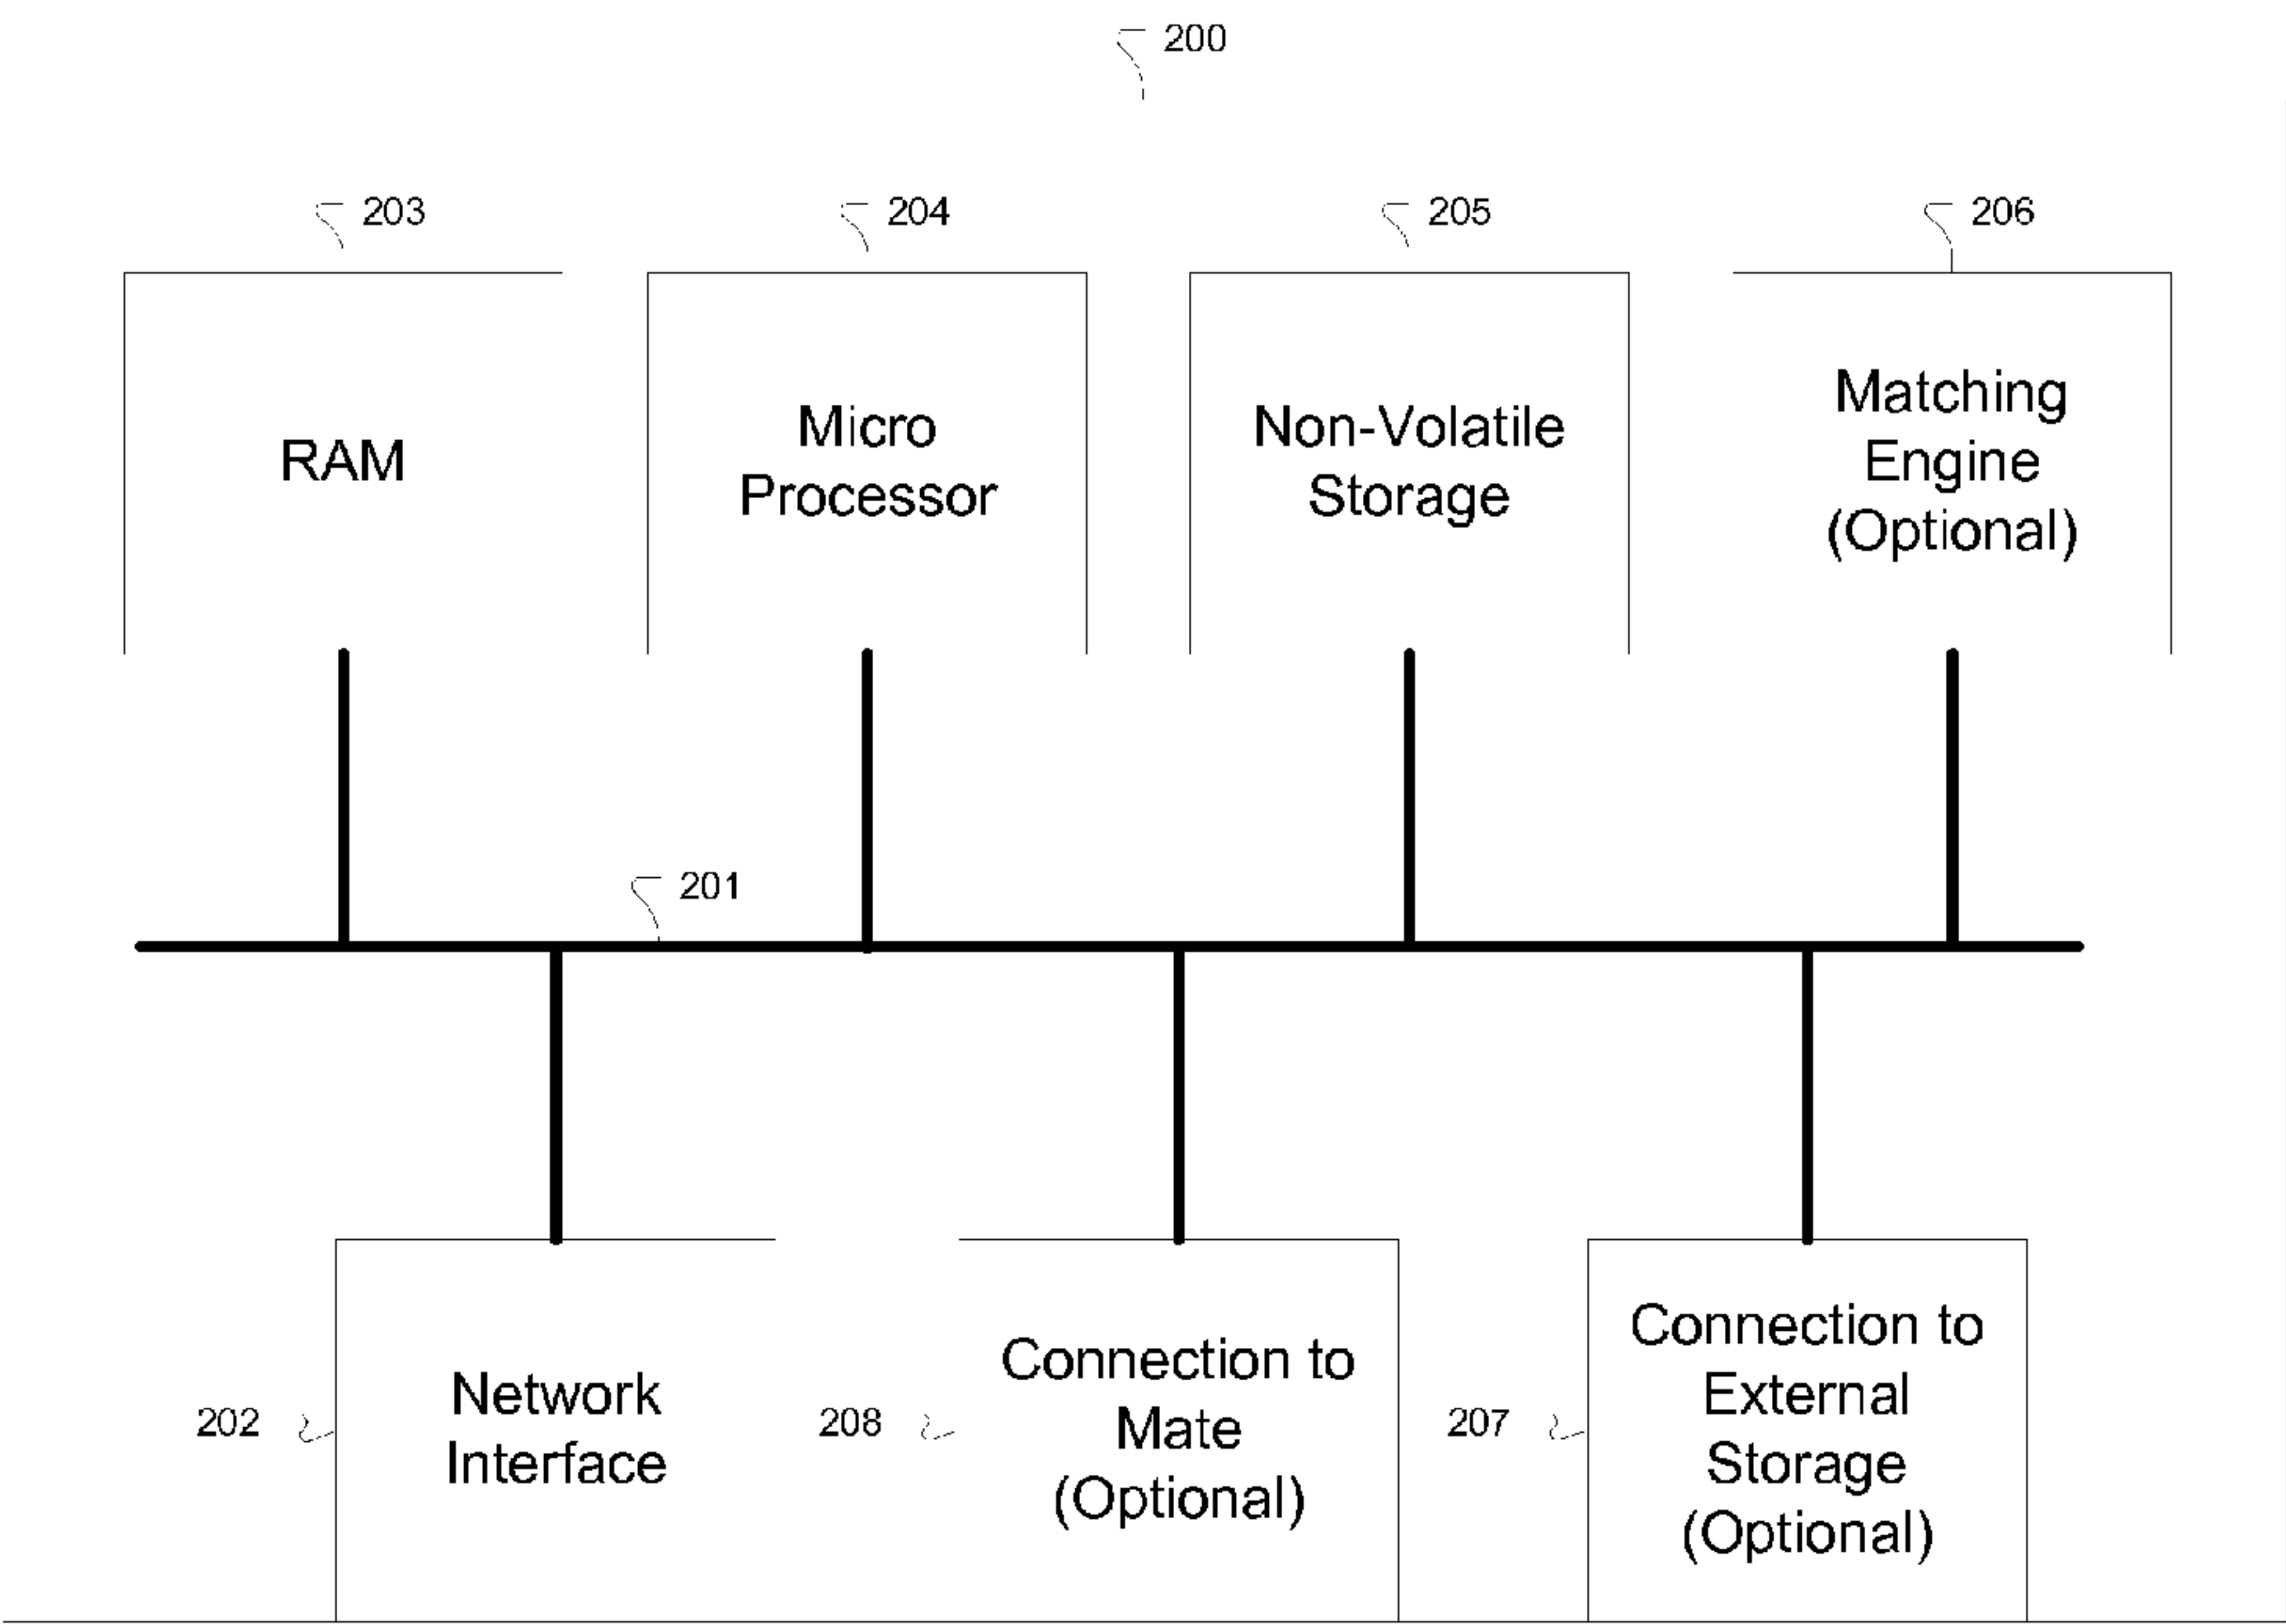 200
203
204
205
206
RAM
Micro
Processor
Non-Volatile
Storage
Matching
Engine
(Optional)
201
202
Network
Interface
208
Connection to
Mate
(Optional)
207
Connection to
External
Storage
(Optional)